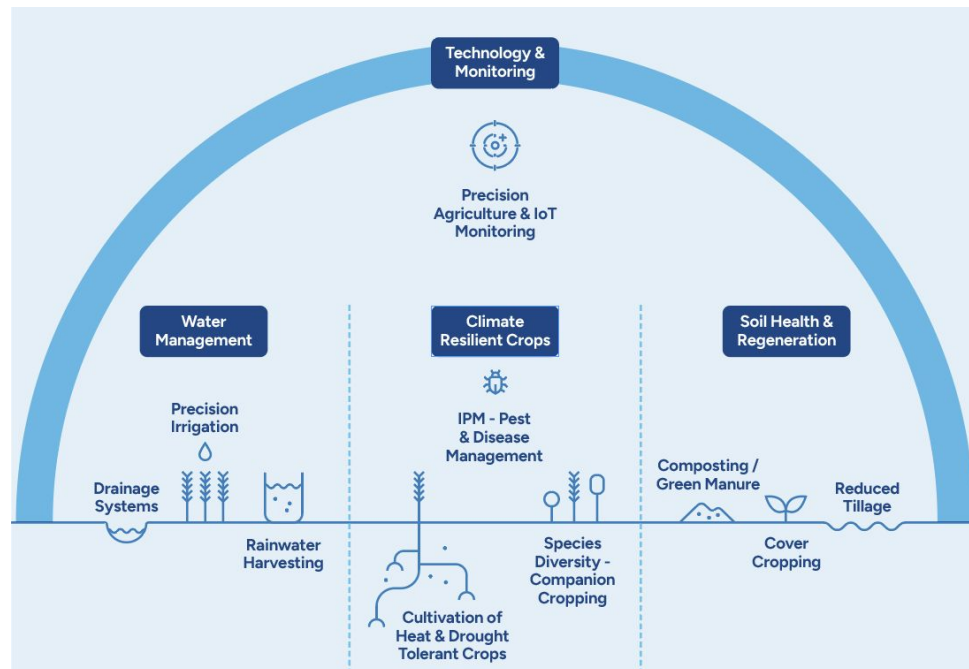 Technology &
Monitoring
Precision
Agriculture & IoT
Monitoring
Water
Management
Precision
Irrigation
Drainage
Systems
Rainwater
Harvesting
Climate
Resilient Crops
IPM - Pest
& Disease
Management
Cultivation of
Heat & Drought
Tolerant Crops
Species
Diversity -
Companion
Cropping
Soil Health &
Regeneration
Composting /
Green Manure
Cover
Cropping
Reduced
Tillage